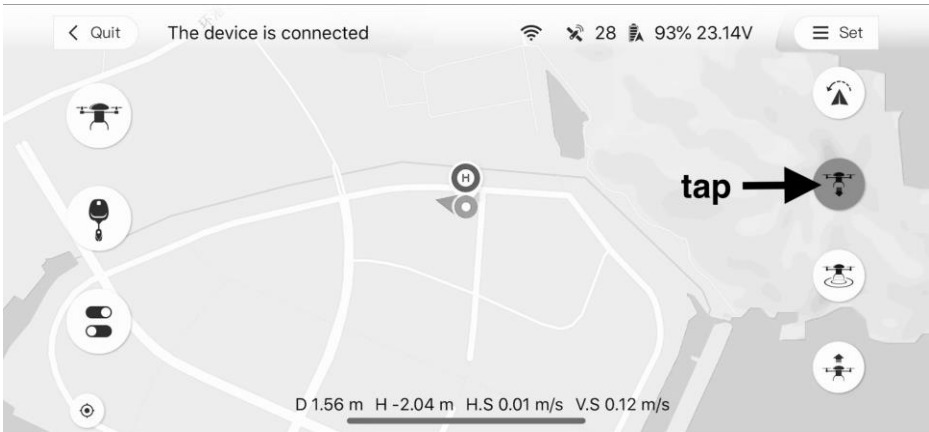 Quit The device is connected 28 93% 23.14V Set
H
tap
D 1.56 m H -2.04 m H.S 0.01 m/s V.S 0.12 m/s